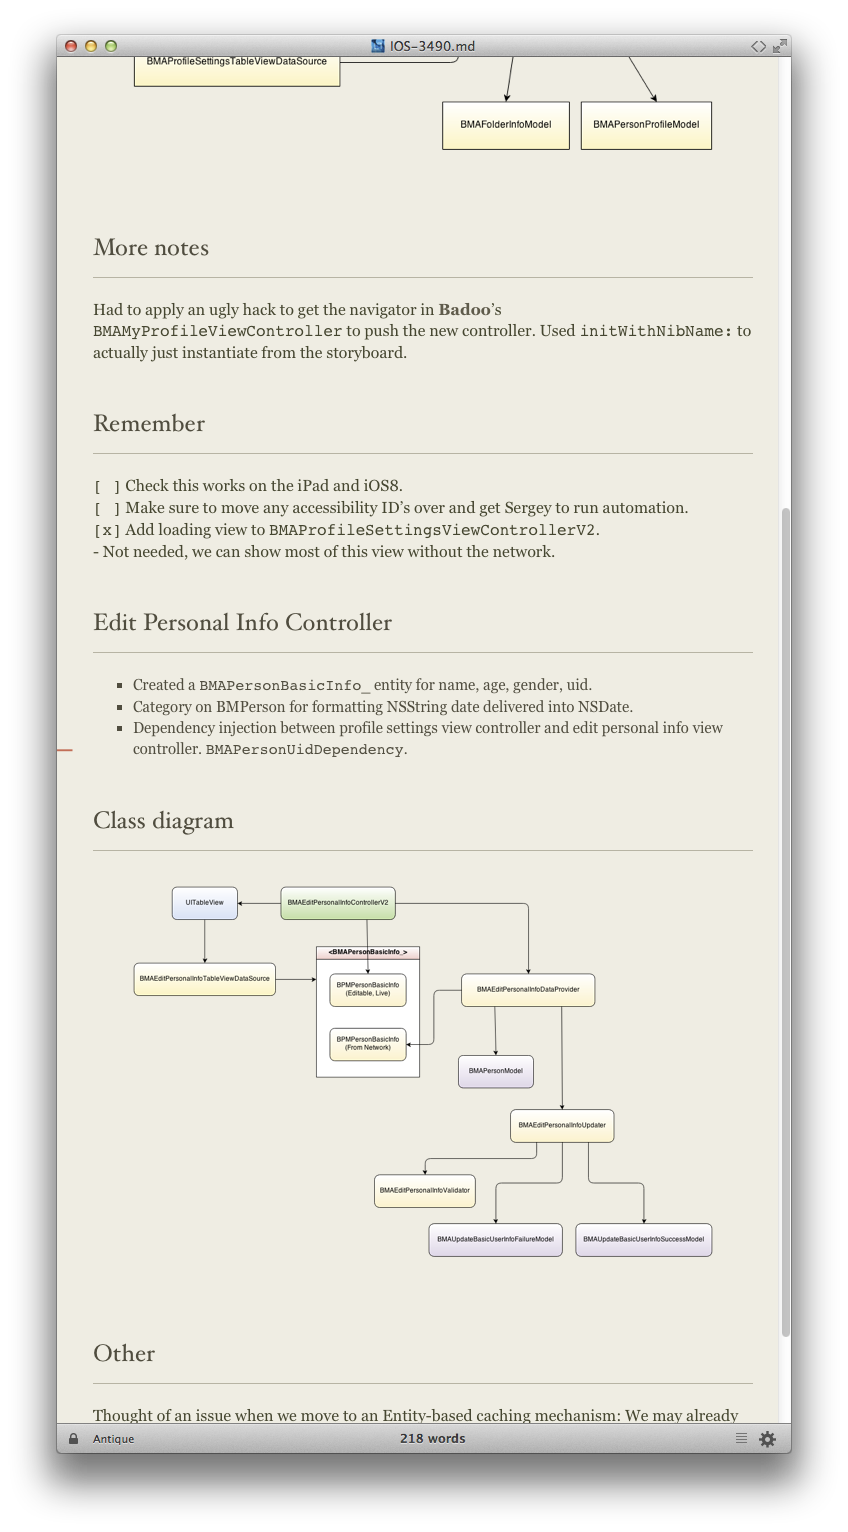 IOS-3490.md
BMAProfileSettingsTableViewDataSource
BMAFolderInfoModel
BMAPersonProfileModel
More notes
Had to apply an ugly hack to get the navigator in Badoo’s
BMAMyProfileViewController to push the new controller. Used initWithNibName: to
actually just instantiate from the storyboard.
Remember
[ ] Check this works on the iPad and iOS8.
[ ] Make sure to move any accessibility ID’s over and get Sergey to run automation.
[x] Add loading view to BMAProfileSettingsViewControllerV2.
- Not needed, we can show most of this view without the network.
Edit Personal Info Controller
▪ Created a BMAPersonBasicInfo_ entity for name, age, gender, uid.
▪ Category on BMPerson for formatting NSString date delivered into NSDate.
▪ Dependency injection between profile settings view controller and edit personal info view
controller. BMAPersonUidDependency.
Class diagram
UITableView
BMAEditPersonalInfoControllerV2
<BMAPersonBasicInfo_>
BMAEditPersonalInfoTableViewDataSource
BPMPersonBasicInfo
(Editable, Live)
BMAEditPersonalInfoDataProvider
BPMPersonBasicInfo
(From Network)
BMAPersonModel
BMAEditPersonalInfoUpdater
BMAEditPersonalInfoValidator
BMAUpdateBasicUserInfoFailureModel
BMAUpdateBasicUserInfoSuccessModel
Other
Thought of an issue when we move to an Entity-based caching mechanism: We may already
Antique
218 words